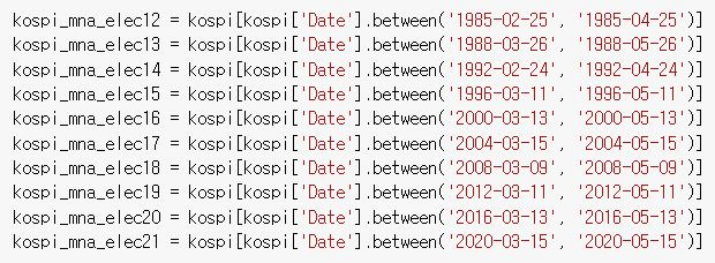 kospi_mna_elec12 = kospi[kospi['Date'].between('1985-02-25', '1985-04-25')]
kospi_mna_elec13 = kospi[kospi['Date'].between('1988-03-26', '1988-05-26')]
kospi_mna_elec14 = kospi[kospi['Date'].between('1992-02-24', '1992-04-24')]
kospi_mna_elec15 = kospi[kospi['Date'].between('1996-03-11', '1996-05-11')]
kospi_mna_elec16 = kospi[kospi['Date'].between('2000-03-13', '2000-05-13')]
kospi_mna_elec17 = kospi[kospi['Date'].between('2004-03-15', '2004-05-15')]
kospi_mna_elec18 = kospi[kospi['Date'].between('2008-03-09', '2008-05-09')]
kospi_mna_elec19 = kospi[kospi['Date'].between('2012-03-11', '2012-05-11')]
kospi_mna_elec20 = kospi[kospi['Date'].between('2016-03-13', '2016-05-13')]
kospi_mna_elec21 = kospi[kospi['Date'].between('2020-03-15', '2020-05-15')]